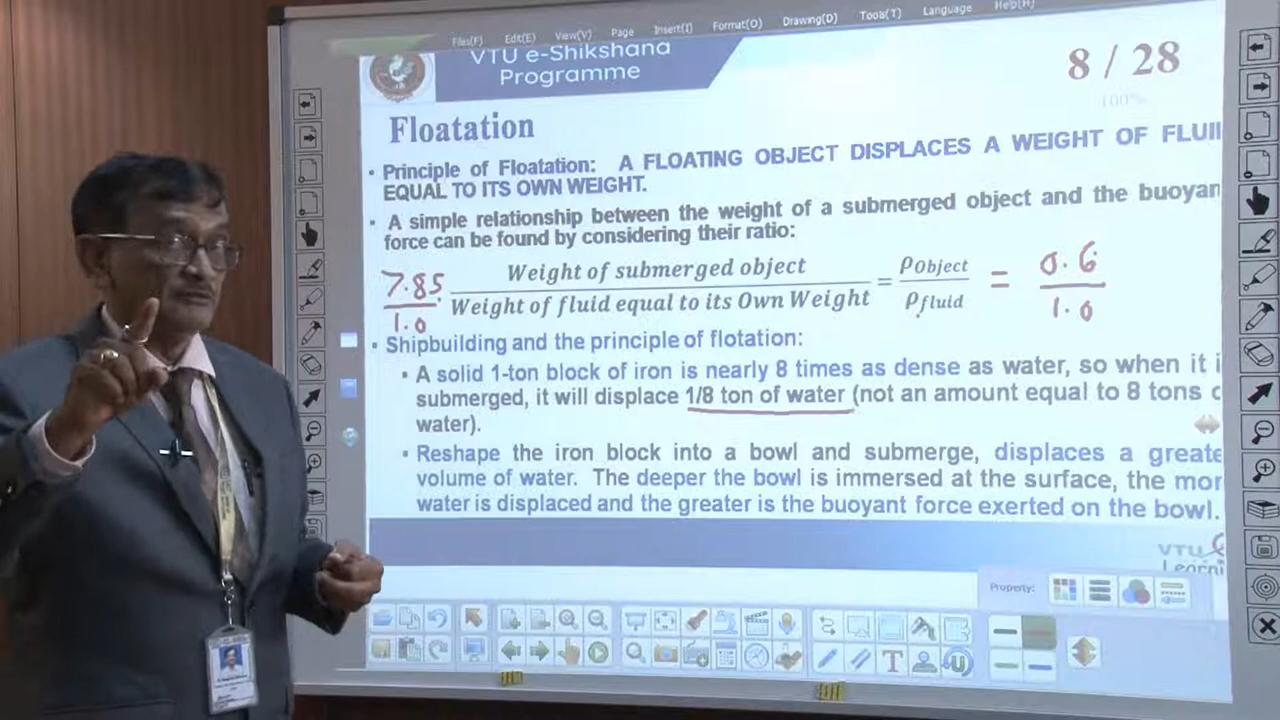 Files(F) Edit(E) View(V) Page Insert(I) Format(O) Drawing(D) Tools(T) Language Help(H)
VTU e-Shikshana
Programme
8 / 28
100%
Floatation
• Principle of Floatation: A FLOATING OBJECT DISPLACES A WEIGHT OF FLUI
EQUAL TO ITS OWN WEIGHT.
• A simple relationship between the weight of a submerged object and the buoyan
force can be found by considering their ratio:
7.85 / 1.0 Weight of submerged object / Weight of fluid equal to its Own Weight = ρObject / ρfluid = 0.6 / 1.0
• Shipbuilding and the principle of flotation:
• A solid 1-ton block of iron is nearly 8 times as dense as water, so when it i
submerged, it will displace 1/8 ton of water (not an amount equal to 8 tons o
water).
• Reshape the iron block into a bowl and submerge, displaces a greate
volume of water. The deeper the bowl is immersed at the surface, the mor
water is displaced and the greater is the buoyant force exerted on the bowl.
VTU
Learni
Property: